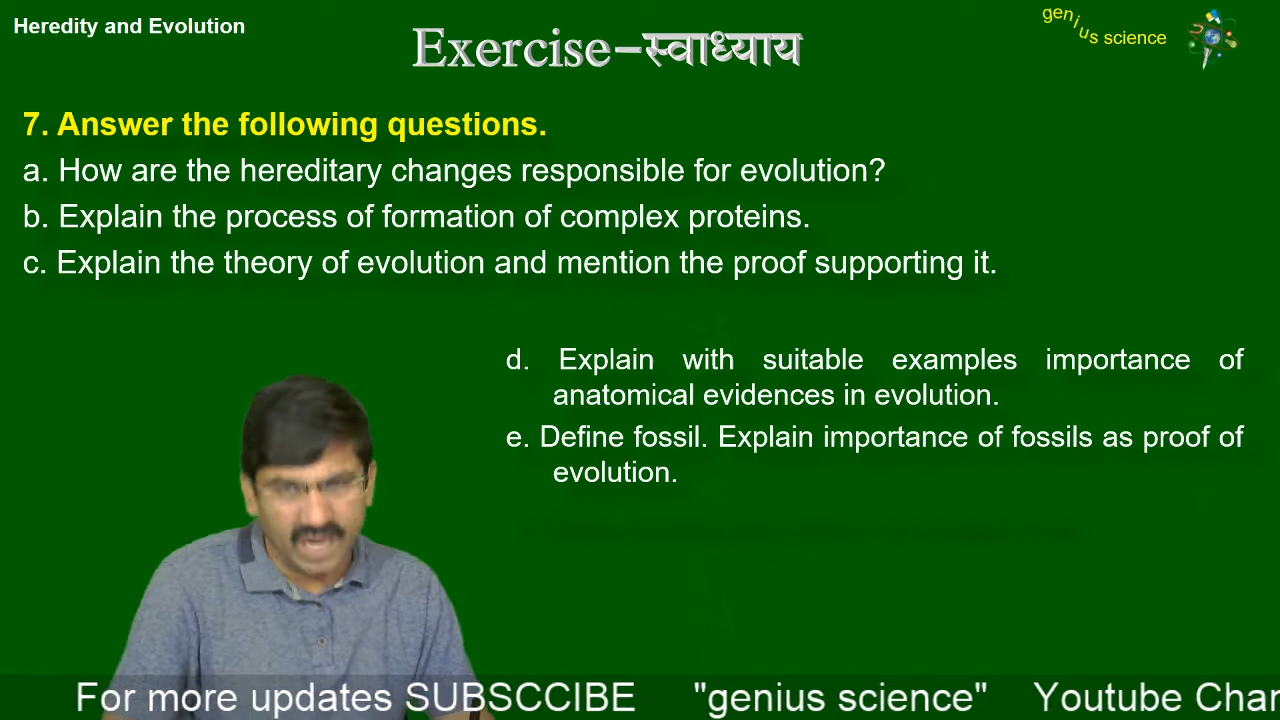 Heredity and Evolution
Exercise–स्वाध्याय
genius science
7. Answer the following questions.
a. How are the hereditary changes responsible for evolution?
b. Explain the process of formation of complex proteins.
c. Explain the theory of evolution and mention the proof supporting it.
d. Explain with suitable examples importance of
anatomical evidences in evolution.
e. Define fossil. Explain importance of fossils as proof of
evolution.
For more updates SUBSCCIBE "genius science" Youtube Char